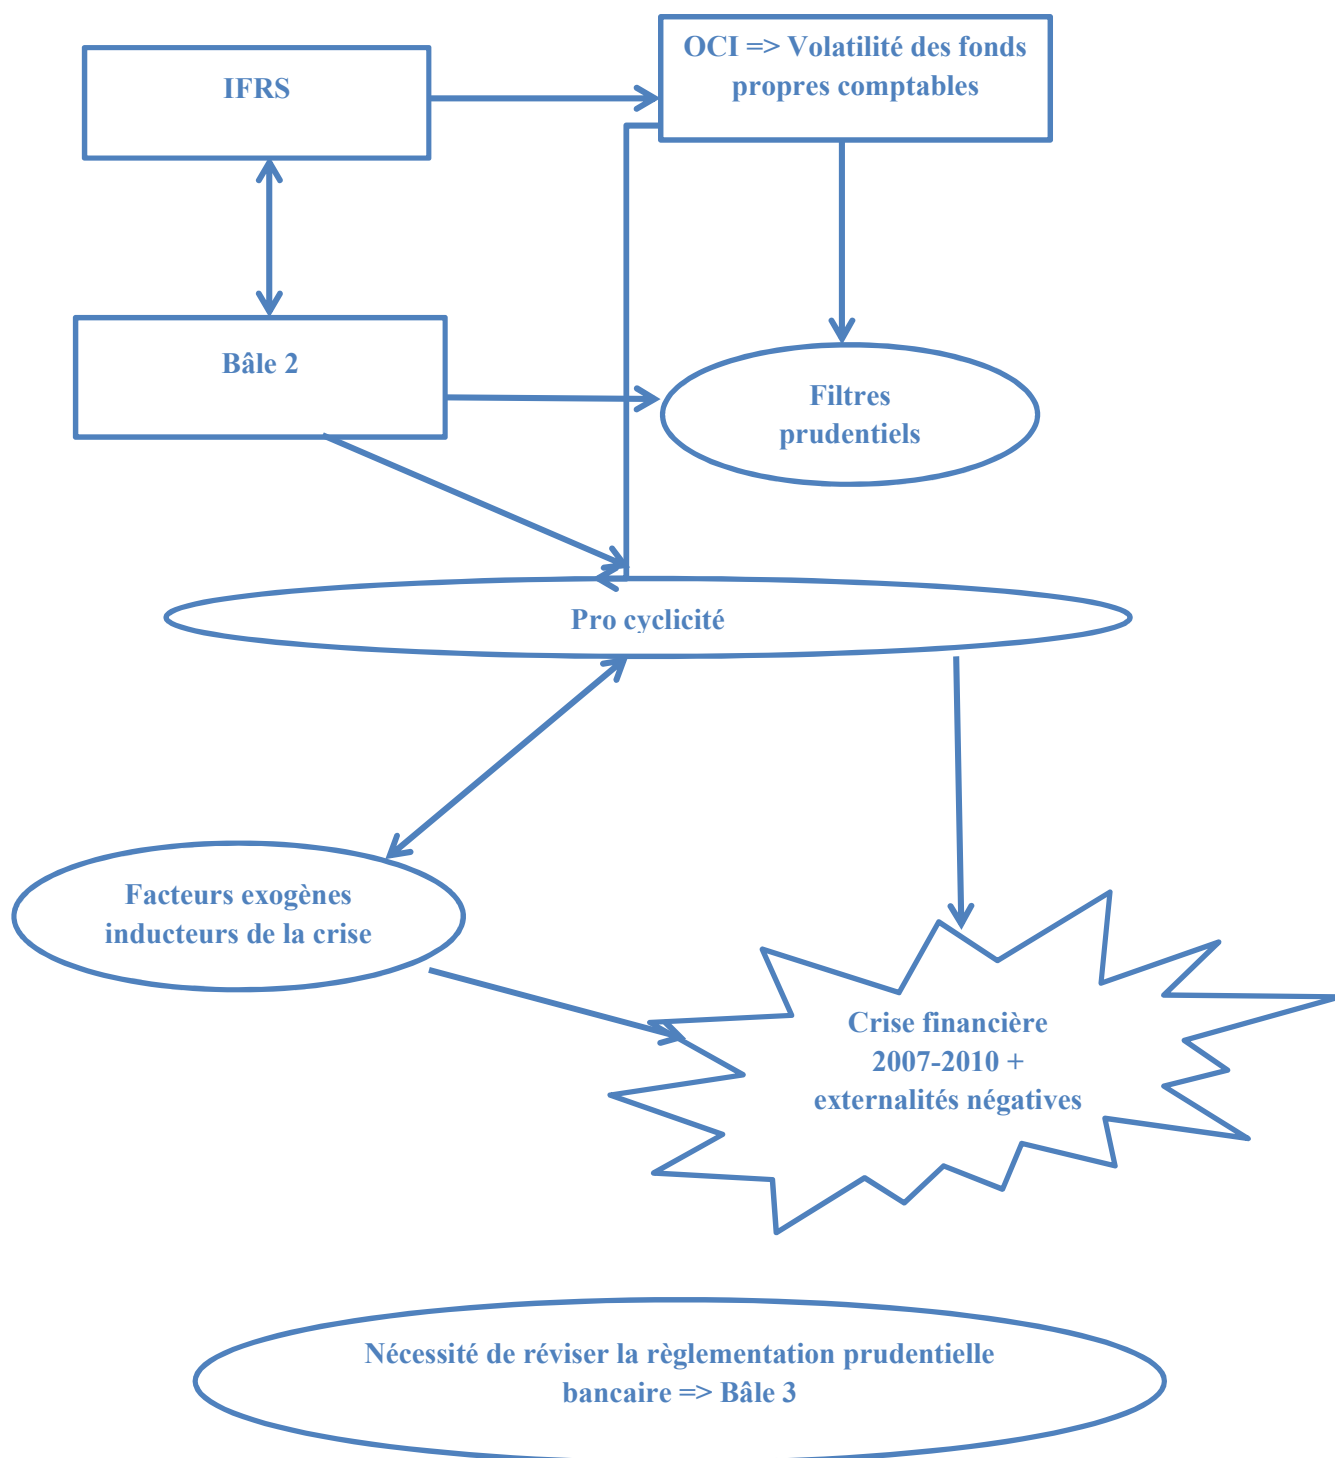 IFRS
OCI => Volatilité des fonds
propres comptables
Bâle 2
Filtres
prudentiels
Pro cyclicité
Facteurs exogènes
inducteurs de la crise
Crise financière
2007-2010 +
externalités négatives
Nécessité de réviser la règlementation prudentielle
bancaire => Bâle 3